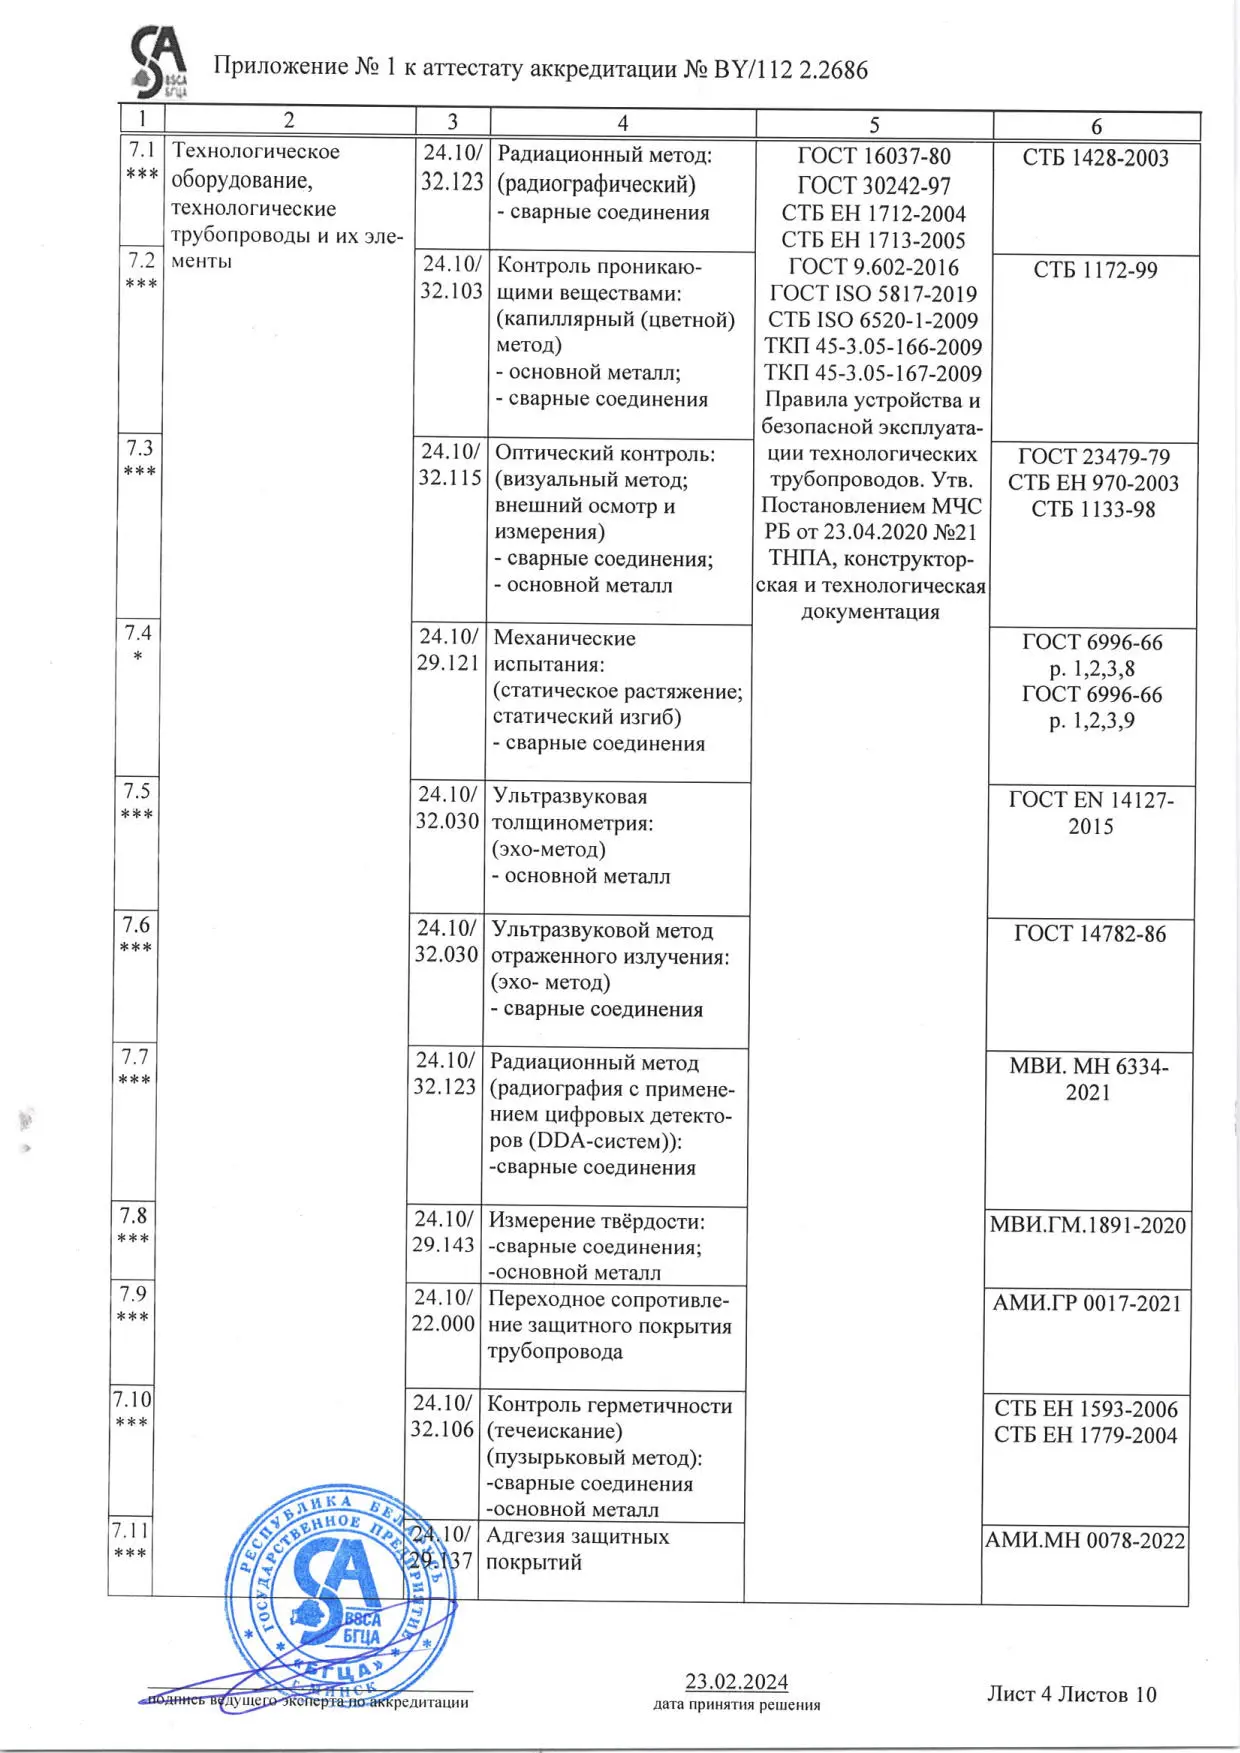 BSCA
БГЦА
Приложение № 1 к аттестату аккредитации № BY/112 2.2686
1 2 3 4 5 6
7.1
***
Технологическое
оборудование,
технологические
трубопроводы и их эле-
менты
24.10/
32.123
Радиационный метод:
(радиографический)
- сварные соединения
ГОСТ 16037-80
ГОСТ 30242-97
СТБ ЕН 1712-2004
СТБ ЕН 1713-2005
ГОСТ 9.602-2016
ГОСТ ISO 5817-2019
СТБ ISO 6520-1-2009
ТКП 45-3.05-166-2009
ТКП 45-3.05-167-2009
Правила устройства и
безопасной эксплуата-
ции технологических
трубопроводов. Утв.
Постановлением МЧС
РБ от 23.04.2020 №21
ТНПА, конструктор-
ская и технологическая
документация
СТБ 1428-2003
7.2
***
24.10/
32.103
Контроль проникаю-
щими веществами:
(капиллярный (цветной)
метод)
- основной металл;
- сварные соединения
СТБ 1172-99
7.3
***
24.10/
32.115
Оптический контроль:
(визуальный метод;
внешний осмотр и
измерения)
- сварные соединения;
- основной металл
ГОСТ 23479-79
СТБ ЕН 970-2003
СТБ 1133-98
7.4
*
24.10/
29.121
Механические
испытания:
(статическое растяжение;
статический изгиб)
- сварные соединения
ГОСТ 6996-66
р. 1,2,3,8
ГОСТ 6996-66
р. 1,2,3,9
7.5
***
24.10/
32.030
Ультразвуковая
толщинометрия:
(эхо-метод)
- основной металл
ГОСТ EN 14127-
2015
7.6
***
24.10/
32.030
Ультразвуковой метод
отраженного излучения:
(эхо- метод)
- сварные соединения
ГОСТ 14782-86
7.7
***
24.10/
32.123
Радиационный метод
(радиография с примене-
нием цифровых детекто-
ров (DDA-систем)):
-сварные соединения
МВИ. МН 6334-
2021
7.8
***
24.10/
29.143
Измерение твёрдости:
-сварные соединения;
-основной металл
МВИ.ГМ.1891-2020
7.9
***
24.10/
22.000
Переходное сопротивле-
ние защитного покрытия
трубопровода
АМИ.ГР 0017-2021
7.10
***
24.10/
32.106
Контроль герметичности
(течеискание)
(пузырьковый метод):
-сварные соединения
-основной металл
СТБ ЕН 1593-2006
СТБ ЕН 1779-2004
7.11
***
24.10/
29.137
Адгезия защитных
покрытий
АМИ.МН 0078-2022
РЕСПУБЛИКА БЕЛАРУСЬ
* ГОСУДАРСТВЕННОЕ ПРЕДПРИЯТИЕ *
BSCA
БГЦА
* «БГЦА» *
г. МИНСК
подпись ведущего эксперта по аккредитации
23.02.2024
дата принятия решения
Лист 4 Листов 10